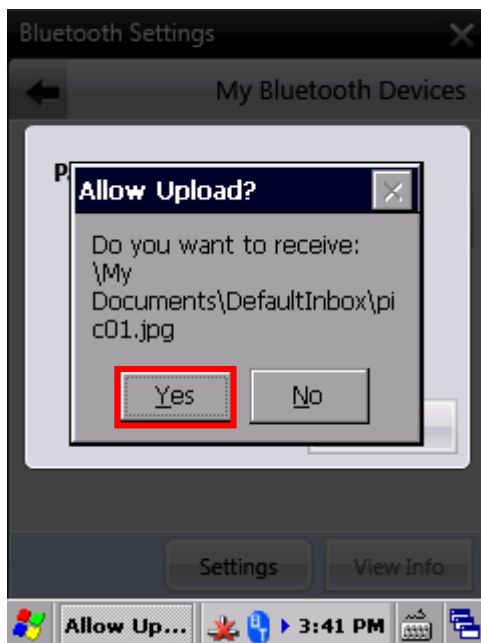 Bluetooth Settings
My Bluetooth Devices
P
Allow Upload?
Do you want to receive:
\My
Documents\DefaultInbox\pi
c01.jpg
Yes No
Settings View Info
Allow Up... 3:41 PM